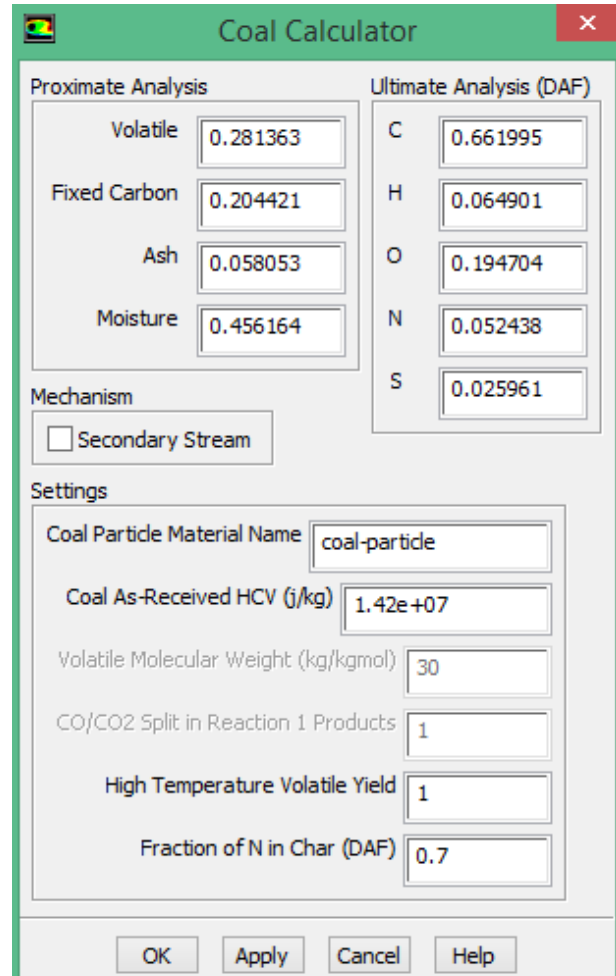 Coal Calculator
Proximate Analysis
Volatile 0.281363
Fixed Carbon 0.204421
Ash 0.058053
Moisture 0.456164
Ultimate Analysis (DAF)
C 0.661995
H 0.064901
O 0.194704
N 0.052438
S 0.025961
Mechanism
Secondary Stream
Settings
Coal Particle Material Name coal-particle
Coal As-Received HCV (j/kg) 1.42e+07
Volatile Molecular Weight (kg/kgmol) 30
CO/CO2 Split in Reaction 1 Products 1
High Temperature Volatile Yield 1
Fraction of N in Char (DAF) 0.7
OK Apply Cancel Help